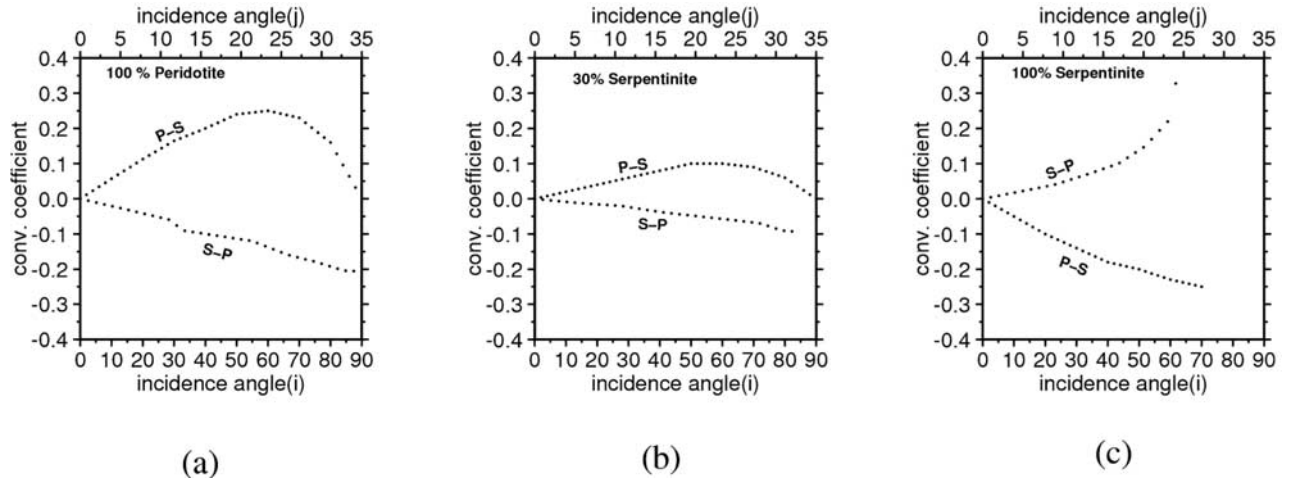 incidence angle(j)
0 5 10 15 20 25 30 35
100 % Peridotite
conv. coefficient
0.4
0.3
0.2
0.1
0.0
-0.1
-0.2
-0.3
-0.4
P–S
S–P
0 10 20 30 40 50 60 70 80 90
incidence angle(i)
(a)
incidence angle(j)
0 5 10 15 20 25 30 35
30% Serpentinite
conv. coefficient
0.4
0.3
0.2
0.1
0.0
-0.1
-0.2
-0.3
-0.4
P–S
S–P
0 10 20 30 40 50 60 70 80 90
incidence angle(i)
(b)
incidence angle(j)
0 5 10 15 20 25 30 35
100% Serpentinite
conv. coefficient
0.4
0.3
0.2
0.1
0.0
-0.1
-0.2
-0.3
-0.4
S–P
P–S
0 10 20 30 40 50 60 70 80 90
incidence angle(i)
(c)